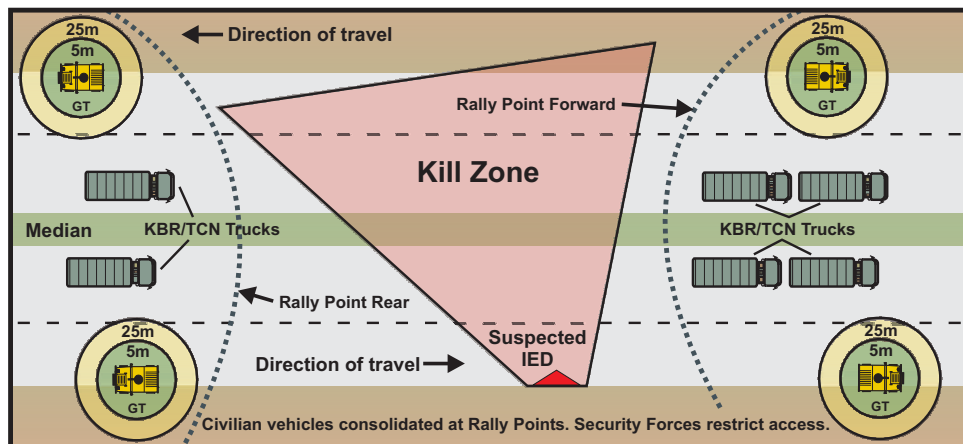 25m
5m
GT
Direction of travel
25m
5m
GT
Rally Point Forward
Kill Zone
Median
KBR/TCN Trucks
KBR/TCN Trucks
Rally Point Rear
25m
5m
GT
Direction of travel
Suspected
IED
25m
5m
GT
Civilian vehicles consolidated at Rally Points. Security Forces restrict access.